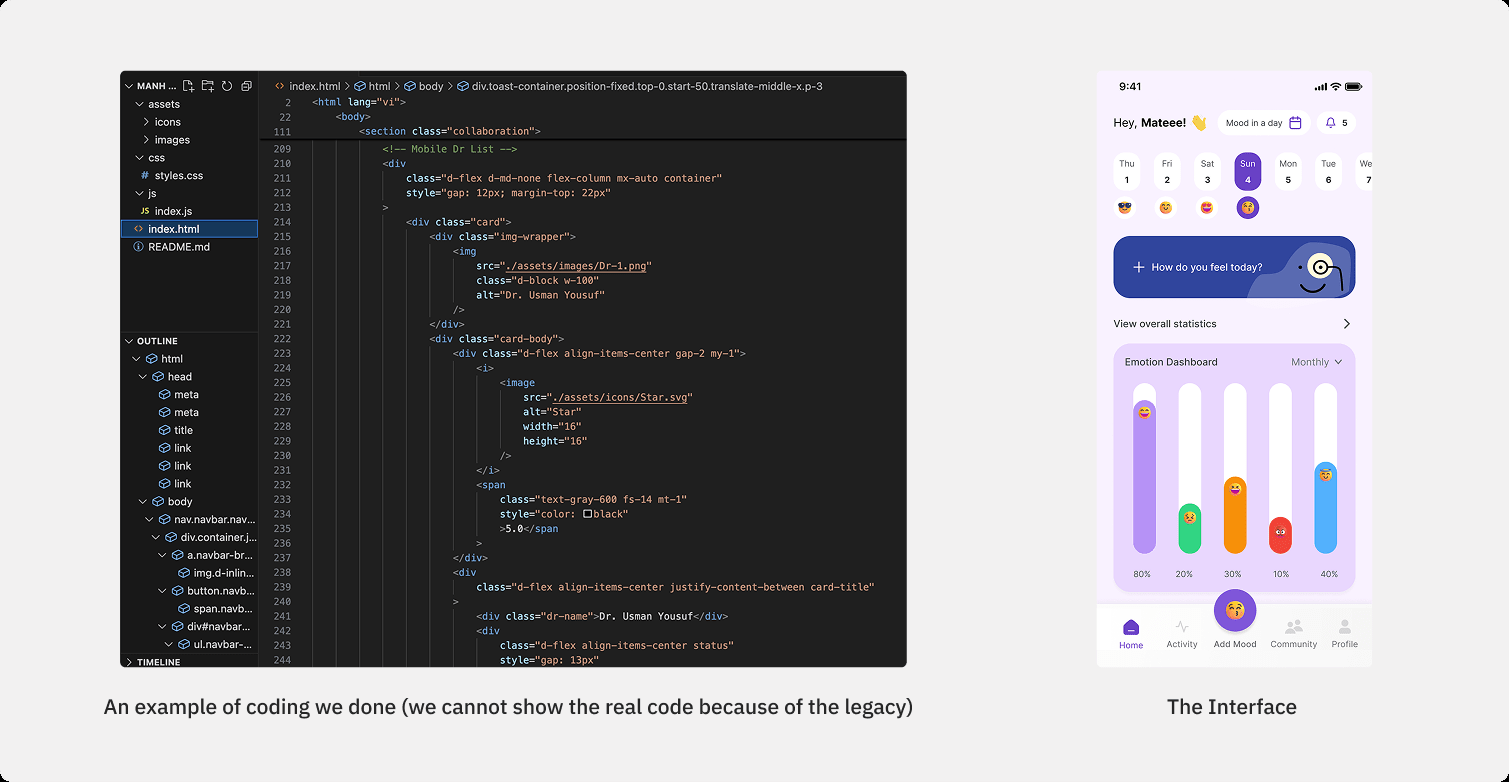 MANH ...
assets
icons
images
css
# styles.css
js
JS index.js
<> index.html
README.md
OUTLINE
html
head
meta
meta
title
link
link
link
body
nav.navbar.nav...
div.container.j...
a.navbar-br...
img.d-inlin...
button.navb...
span.navb...
div#navbar...
ul.navbar-...
TIMELINE
<> index.html > html > body > div.toast-container.position-fixed.top-0.start-50.translate-middle-x.p-3
2 <html lang="vi">
22 <body>
111 <section class="collaboration">
209 <!-- Mobile Dr List -->
210 <div
211 class="d-flex d-md-none flex-column mx-auto container"
212 style="gap: 12px; margin-top: 22px"
213 >
214 <div class="card">
215 <div class="img-wrapper">
216 <img
217 src="./assets/images/Dr-1.png"
218 class="d-block w-100"
219 alt="Dr. Usman Yousuf"
220 />
221 </div>
222 <div class="card-body">
223 <div class="d-flex align-items-center gap-2 my-1">
224 <i>
225 <image
226 src="./assets/icons/Star.svg"
227 alt="Star"
228 width="16"
229 height="16"
230 />
231 </i>
232 <span
233 class="text-gray-600 fs-14 mt-1"
234 style="color: black"
235 >5.0</span
236 >
237 </div>
238 <div
239 class="d-flex align-items-center justify-content-between card-title"
240 >
241 <div class="dr-name">Dr. Usman Yousuf</div>
242 <div
243 class="d-flex align-items-center status"
244 style="gap: 13px"
An example of coding we done (we cannot show the real code because of the legacy)
9:41
Hey, Mateee!
Mood in a day
5
Thu Fri Sat Sun Mon Tue We
1 2 3 4 5 6 7
+ How do you feel today?
View overall statistics
Emotion Dashboard
Monthly
80% 20% 30% 10% 40%
Home Activity Add Mood Community Profile
The Interface